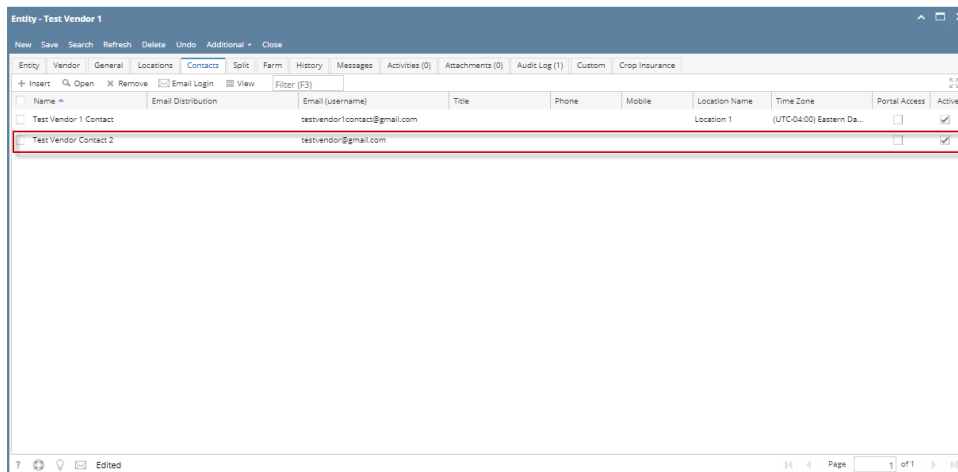 Entity - Test Vendor 1
New Save Search Refresh Delete Undo Additional Close
Entity Vendor General Locations Contacts Split Farm History Messages Activities (0) Attachments (0) Audit Log (1) Custom Crop Insurance
+ Insert Open Remove Email Login View Filter (F3)
Name Email Distribution Email (username) Title Phone Mobile Location Name Time Zone Portal Access Active
Test Vendor 1 Contact testvendor1contact@gmail.com Location 1 (UTC-04:00) Eastern Da...
Test Vendor Contact 2 testvendor@gmail.com
? Edited Page 1 of 1